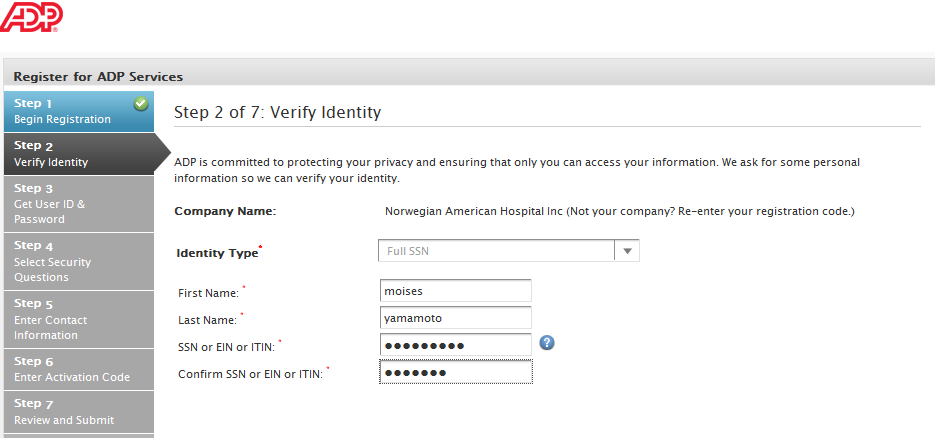 ADP
Register for ADP Services
Step 1
Begin Registration
Step 2
Verify Identity
Step 3
Get User ID &
Password
Step 4
Select Security
Questions
Step 5
Enter Contact
Information
Step 6
Enter Activation Code
Step 7
Review and Submit
Step 2 of 7: Verify Identity
ADP is committed to protecting your privacy and ensuring that only you can access your information. We ask for some personal
information so we can verify your identity.
Company Name: Norwegian American Hospital Inc (Not your company? Re-enter your registration code.)
Identity Type* Full SSN
First Name: * moises
Last Name: * yamamoto
SSN or EIN or ITIN: * ●●●●●●●●● ?
Confirm SSN or EIN or ITIN: * ●●●●●●●